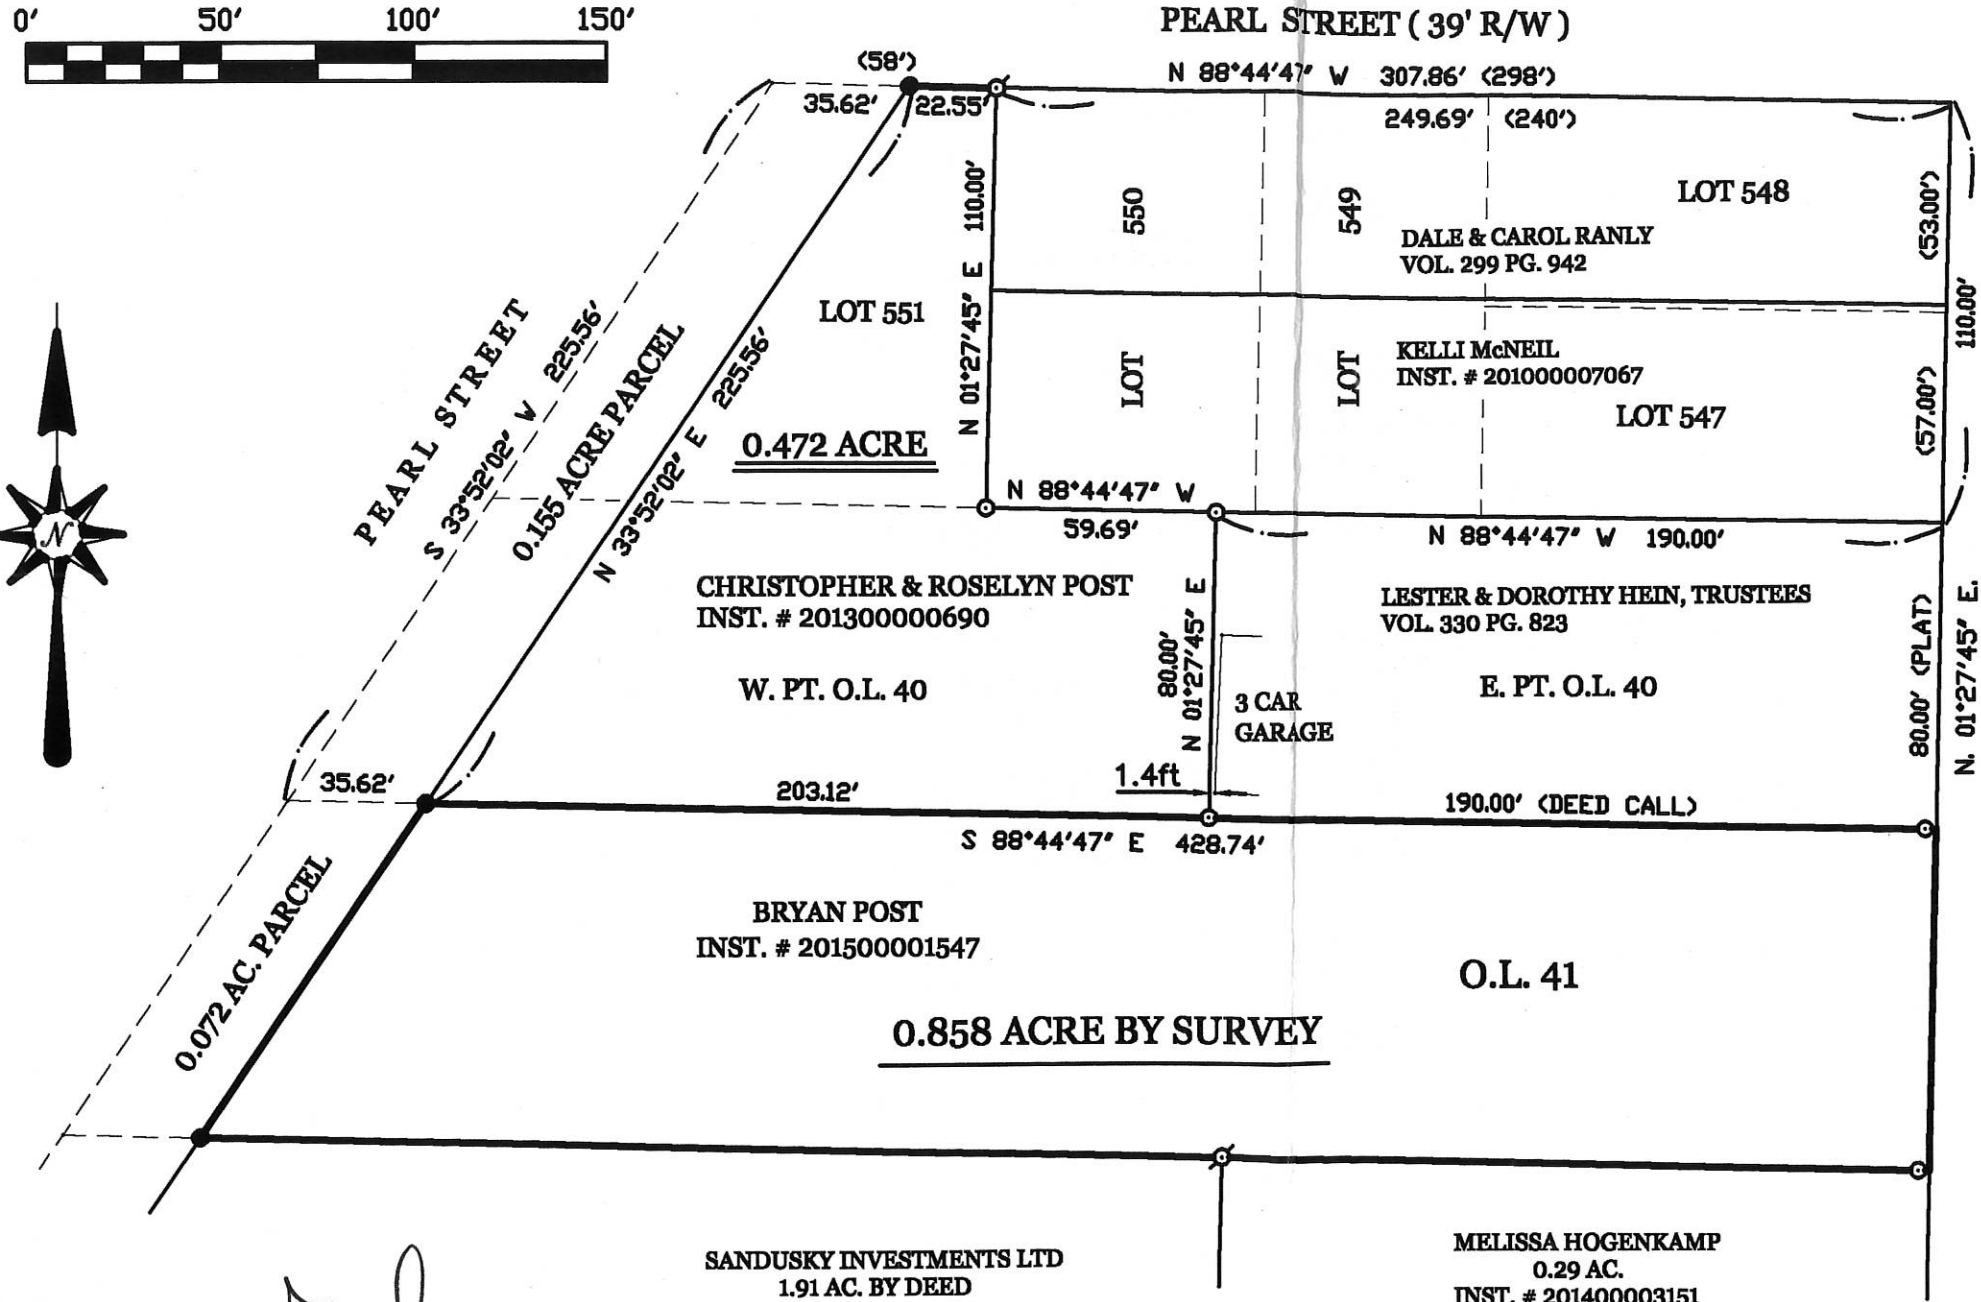 0' 50' 100' 150'
PEARL STREET ( 39' R/W )
(58')
N 88°44'47" W 307.86' (298')
35.62' 22.55'
249.69' (240')
110.00'
N 01°27'45" E
550
549
LOT 548
(53.00')
DALE & CAROL RANLY
VOL. 299 PG. 942
LOT 551
110.00'
PEARL STREET
S 33°52'02" W 225.56'
0.155 ACRE PARCEL
N 33°52'02" E 225.56'
LOT
LOT
KELLI McNEIL
INST. # 201000007067
LOT 547
(57.00')
0.472 ACRE
N 88°44'47" W
59.69'
N 88°44'47" W 190.00'
N
CHRISTOPHER & ROSELYN POST
INST. # 201300000690
LESTER & DOROTHY HEIN, TRUSTEES
VOL. 330 PG. 823
80.00'
N 01°27'45" E
80.00' (PLAT)
N. 01°27'45" E.
W. PT. O.L. 40
E. PT. O.L. 40
3 CAR
GARAGE
1.4ft
35.62'
203.12'
190.00' (DEED CALL)
S 88°44'47" E 428.74'
0.072 AC. PARCEL
BRYAN POST
INST. # 201500001547
O.L. 41
0.858 ACRE BY SURVEY
SANDUSKY INVESTMENTS LTD
1.91 AC. BY DEED
MELISSA HOGENKAMP
0.29 AC.
INST. # 201400003151